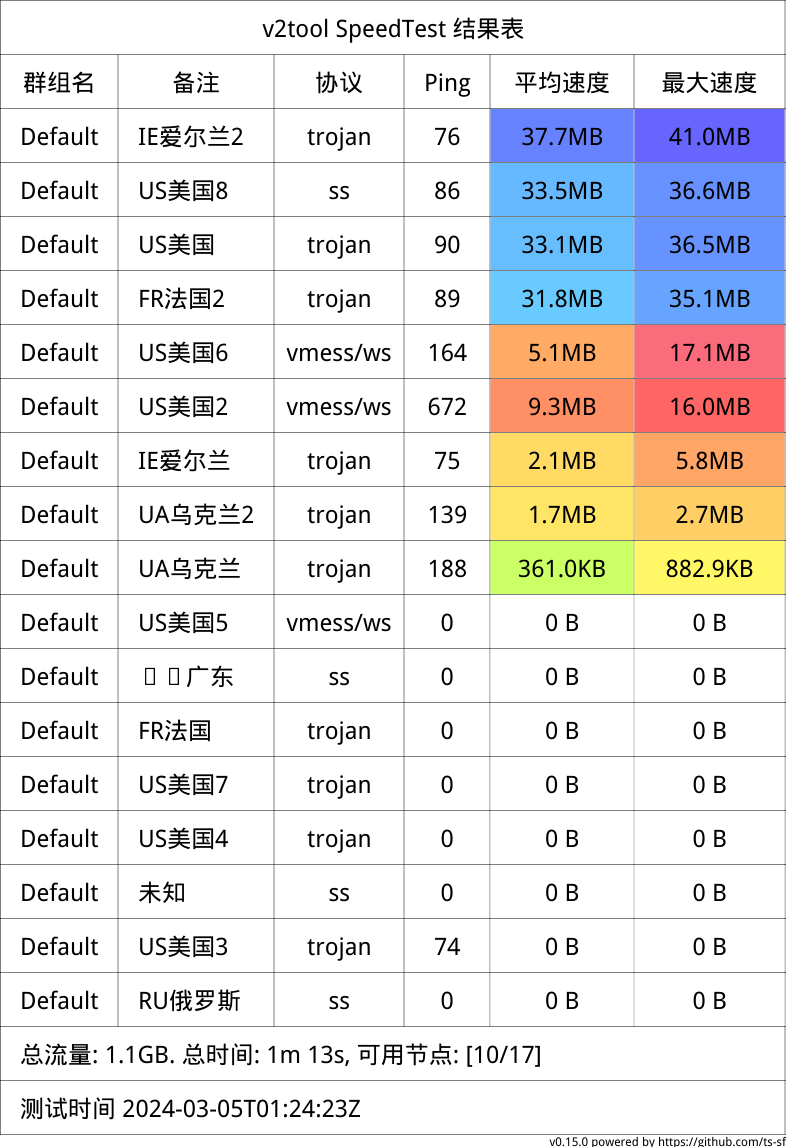 v2tool SpeedTest 结果表
群组名 备注 协议 Ping 平均速度 最大速度
Default IE爱尔兰2 trojan 76 37.7MB 41.0MB
Default US美国8 ss 86 33.5MB 36.6MB
Default US美国 trojan 90 33.1MB 36.5MB
Default FR法国2 trojan 89 31.8MB 35.1MB
Default US美国6 vmess/ws 164 5.1MB 17.1MB
Default US美国2 vmess/ws 672 9.3MB 16.0MB
Default IE爱尔兰 trojan 75 2.1MB 5.8MB
Default UA乌克兰2 trojan 139 1.7MB 2.7MB
Default UA乌克兰 trojan 188 361.0KB 882.9KB
Default US美国5 vmess/ws 0 0 B 0 B
Default 广东 ss 0 0 B 0 B
Default FR法国 trojan 0 0 B 0 B
Default US美国7 trojan 0 0 B 0 B
Default US美国4 trojan 0 0 B 0 B
Default 未知 ss 0 0 B 0 B
Default US美国3 trojan 74 0 B 0 B
Default RU俄罗斯 ss 0 0 B 0 B
总流量: 1.1GB. 总时间: 1m 13s, 可用节点: [10/17]
测试时间 2024-03-05T01:24:23Z
v0.15.0 powered by https://github.com/ts-sf